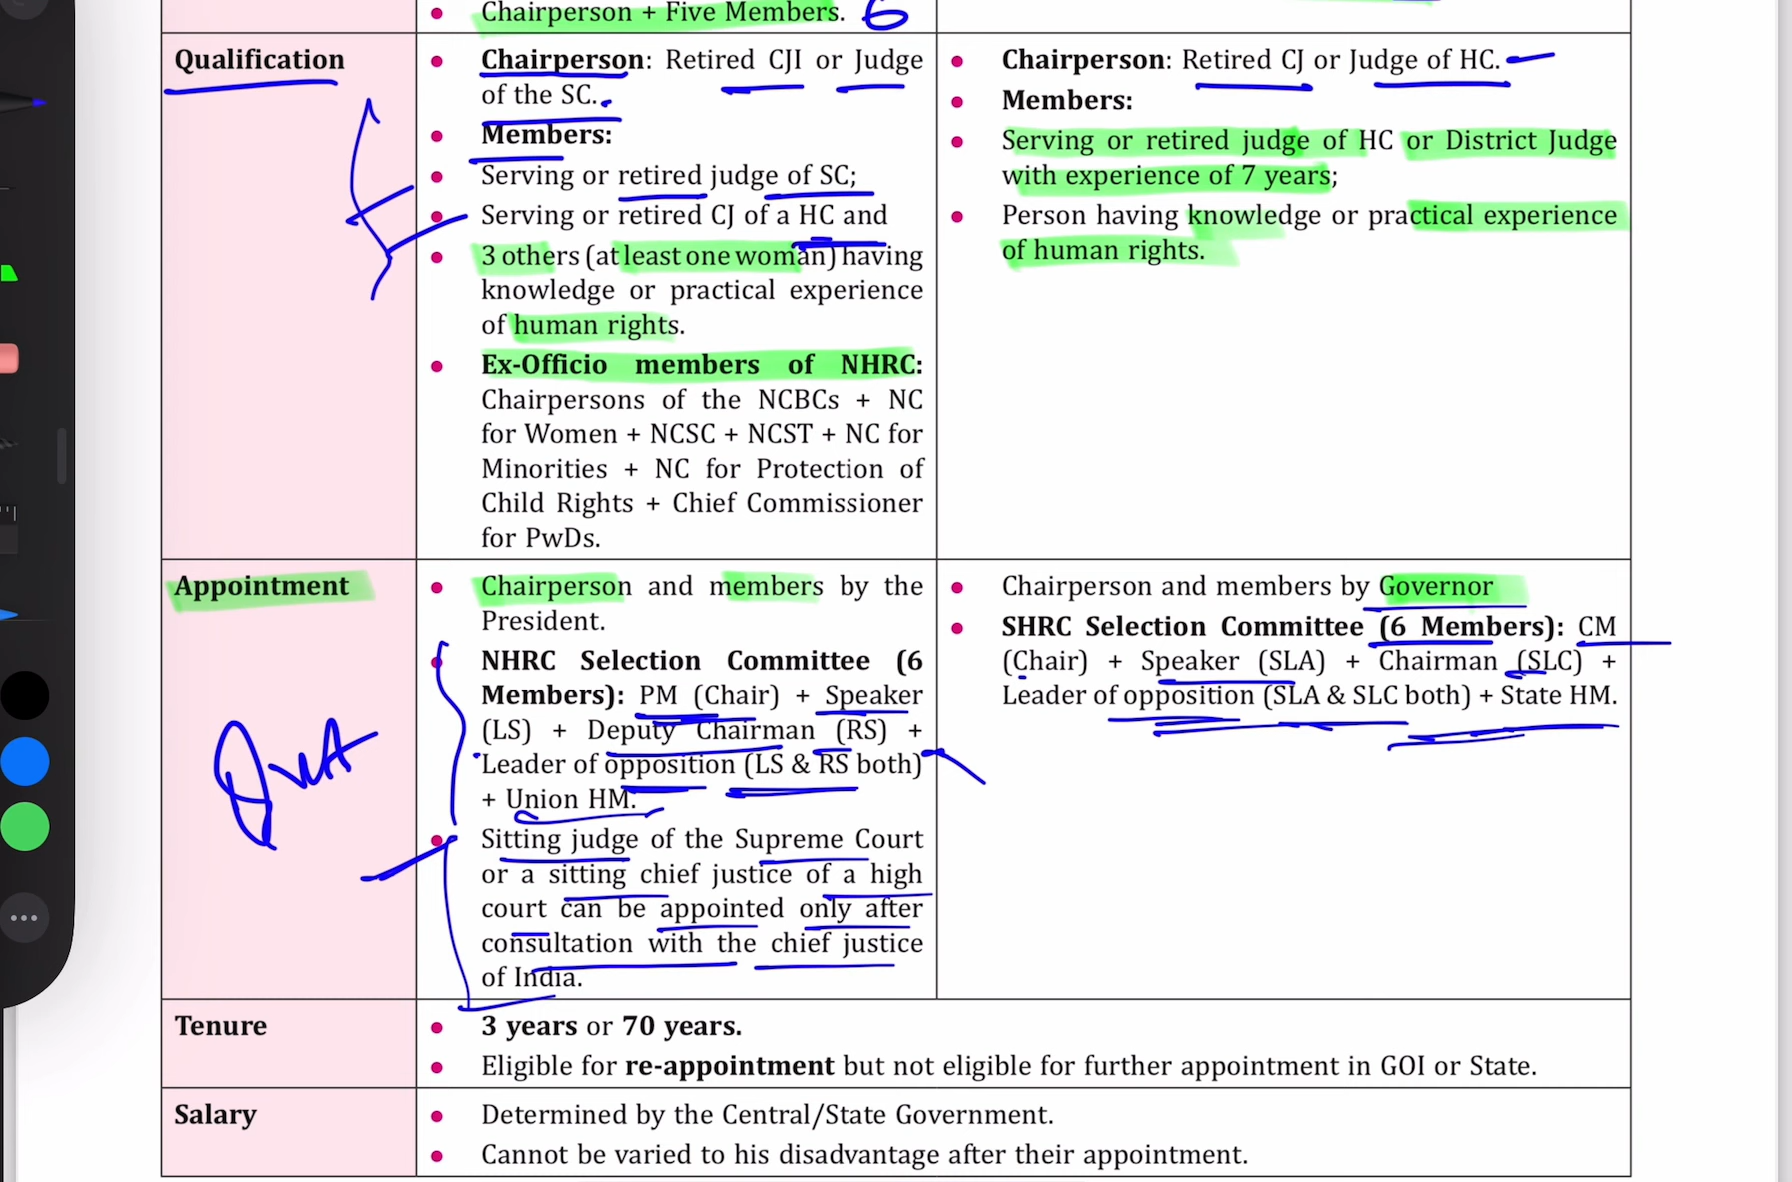 Chairperson + Five Members. 6
Qualification
Chairperson: Retired CJI or Judge
of the SC.
Members:
Serving or retired judge of SC;
Serving or retired CJ of a HC and
3 others (at least one woman) having
knowledge or practical experience
of human rights.
Ex-Officio members of NHRC:
Chairpersons of the NCBCs + NC
for Women + NCSC + NCST + NC for
Minorities + NC for Protection of
Child Rights + Chief Commissioner
for PwDs.
Chairperson: Retired CJ or Judge of HC.
Members:
Serving or retired judge of HC or District Judge
with experience of 7 years;
Person having knowledge or practical experience
of human rights.
Appointment
Chairperson and members by the
President.
NHRC Selection Committee (6
Members): PM (Chair) + Speaker
(LS) + Deputy Chairman (RS) +
Leader of opposition (LS & RS both)
+ Union HM.
Sitting judge of the Supreme Court
or a sitting chief justice of a high
court can be appointed only after
consultation with the chief justice
of India.
Chairperson and members by Governor
SHRC Selection Committee (6 Members): CM
(Chair) + Speaker (SLA) + Chairman (SLC) +
Leader of opposition (SLA & SLC both) + State HM.
Tenure
3 years or 70 years.
Eligible for re-appointment but not eligible for further appointment in GOI or State.
Salary
Determined by the Central/State Government.
Cannot be varied to his disadvantage after their appointment.